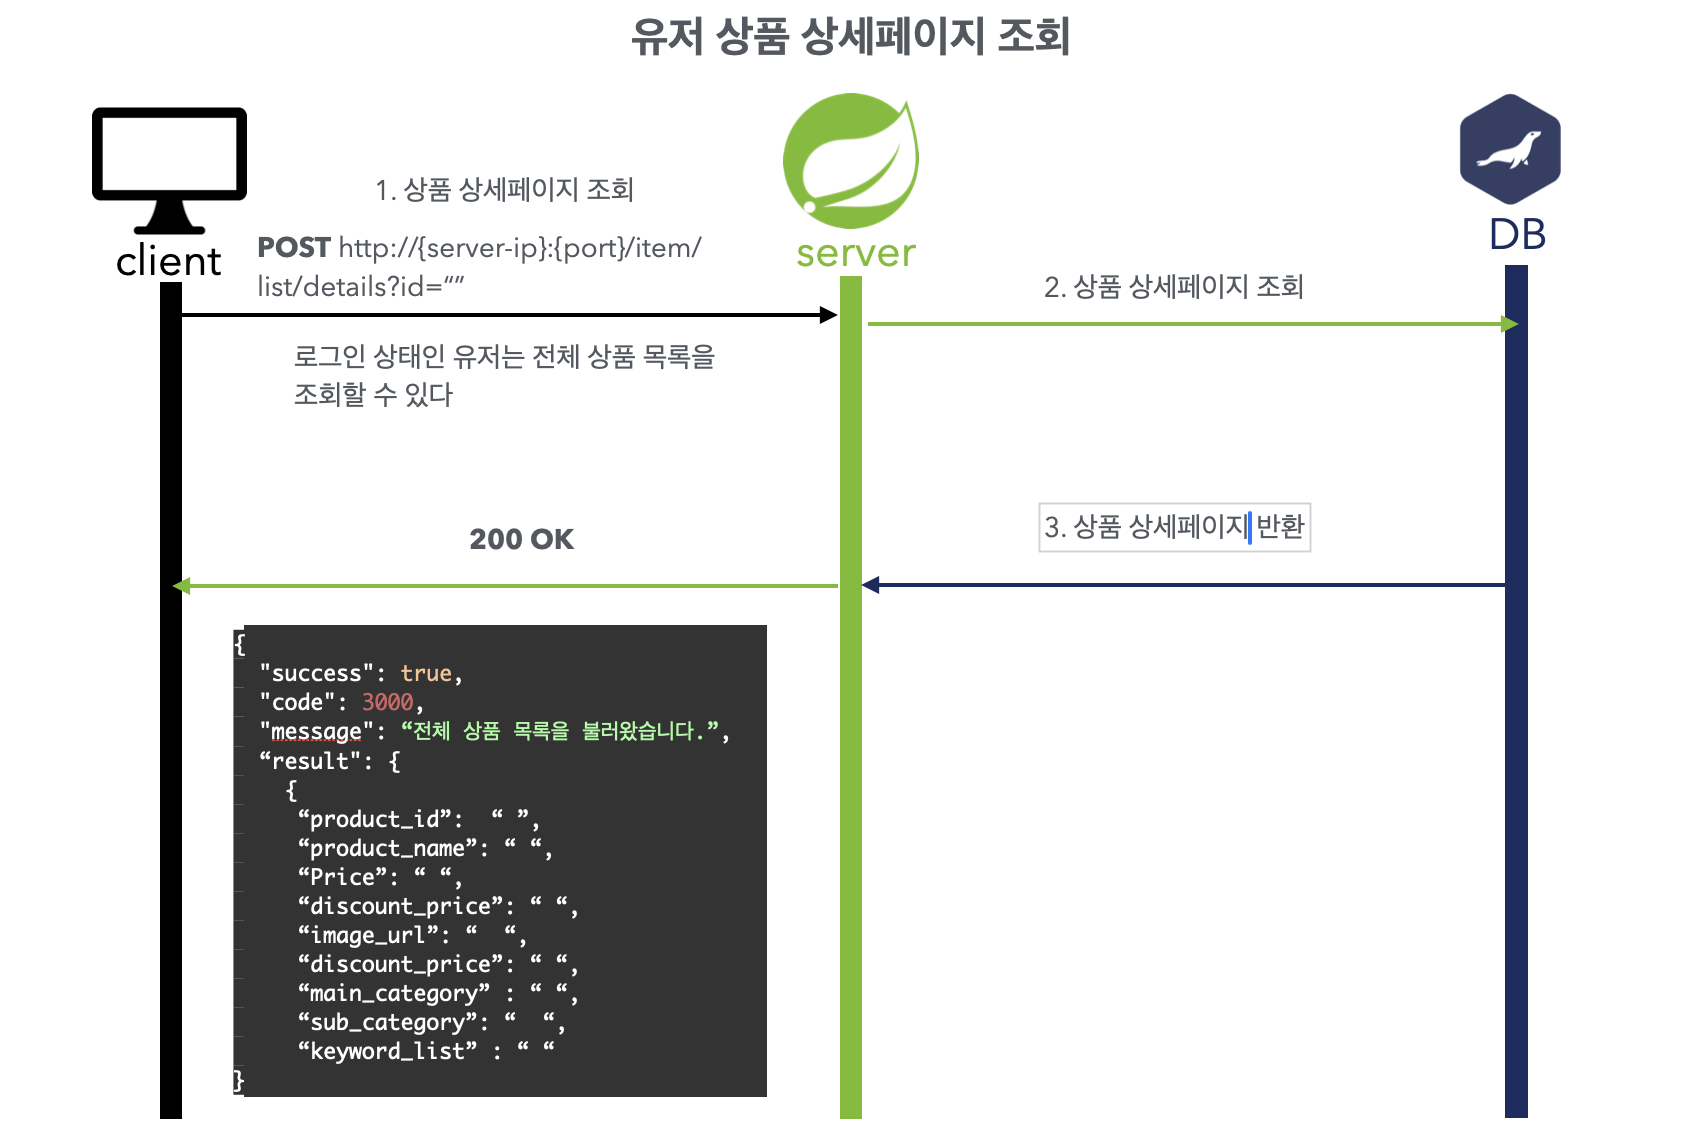 유저 상품 상세페이지 조회
client
server
DB
1. 상품 상세페이지 조회
POST http://{server-ip}:{port}/item/
list/details?id=“”
로그인 상태인 유저는 전체 상품 목록을
조회할 수 있다
2. 상품 상세페이지 조회
3. 상품 상세페이지 반환
200 OK
{
"success": true,
"code": 3000,
"message": “전체 상품 목록을 불러왔습니다.”,
“result": {
{
“product_id”:  “ ”,
“product_name”: “ “,
“Price”: “ “,
“discount_price”: “ “,
“image_url”: “  “,
“discount_price”: “ “,
“main_category” : “ “,
“sub_category”: “  “,
“keyword_list” : “ “
}